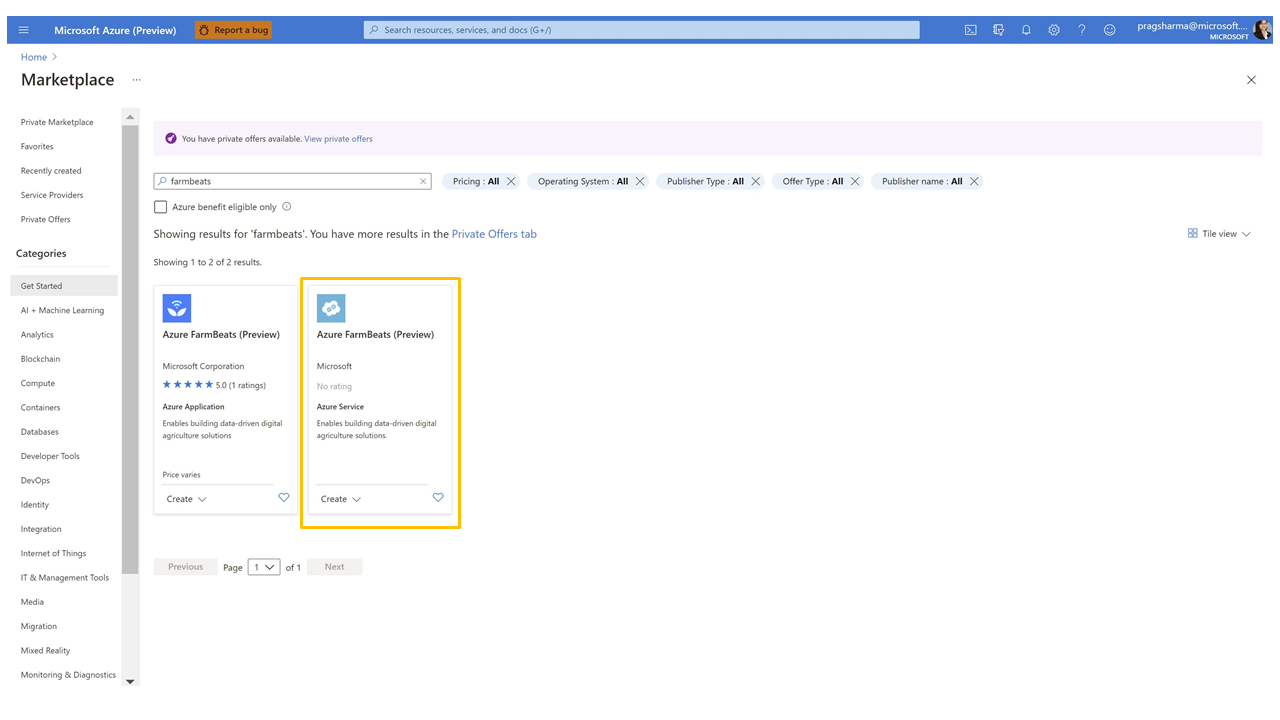 Microsoft Azure (Preview)
Report a bug
Search resources, services, and docs (G+/)
pragsharma@microsoft....
MICROSOFT
Home
Marketplace
...
Private Marketplace
Favorites
Recently created
Service Providers
Private Offers
Categories
Get Started
AI + Machine Learning
Analytics
Blockchain
Compute
Containers
Databases
Developer Tools
DevOps
Identity
Integration
Internet of Things
IT & Management Tools
Media
Migration
Mixed Reality
Monitoring & Diagnostics
You have private offers available. View private offers
farmbeats
Pricing : All
Operating System : All
Publisher Type : All
Offer Type : All
Publisher name : All
Azure benefit eligible only
Showing results for 'farmbeats'. You have more results in the Private Offers tab
Tile view
Showing 1 to 2 of 2 results.
Azure FarmBeats (Preview)
Microsoft Corporation
5.0 (1 ratings)
Azure Application
Enables building data-driven digital
agriculture solutions
Price varies
Create
Azure FarmBeats (Preview)
Microsoft
No rating
Azure Service
Enables building data-driven digital
agriculture solutions.
Create
Previous
Page 1 of 1
Next